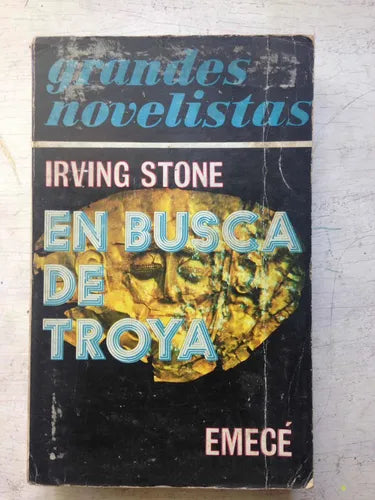 grandes
novelistas
IRVING STONE
EN BUSCA
DE
TROYA
EMECÉ